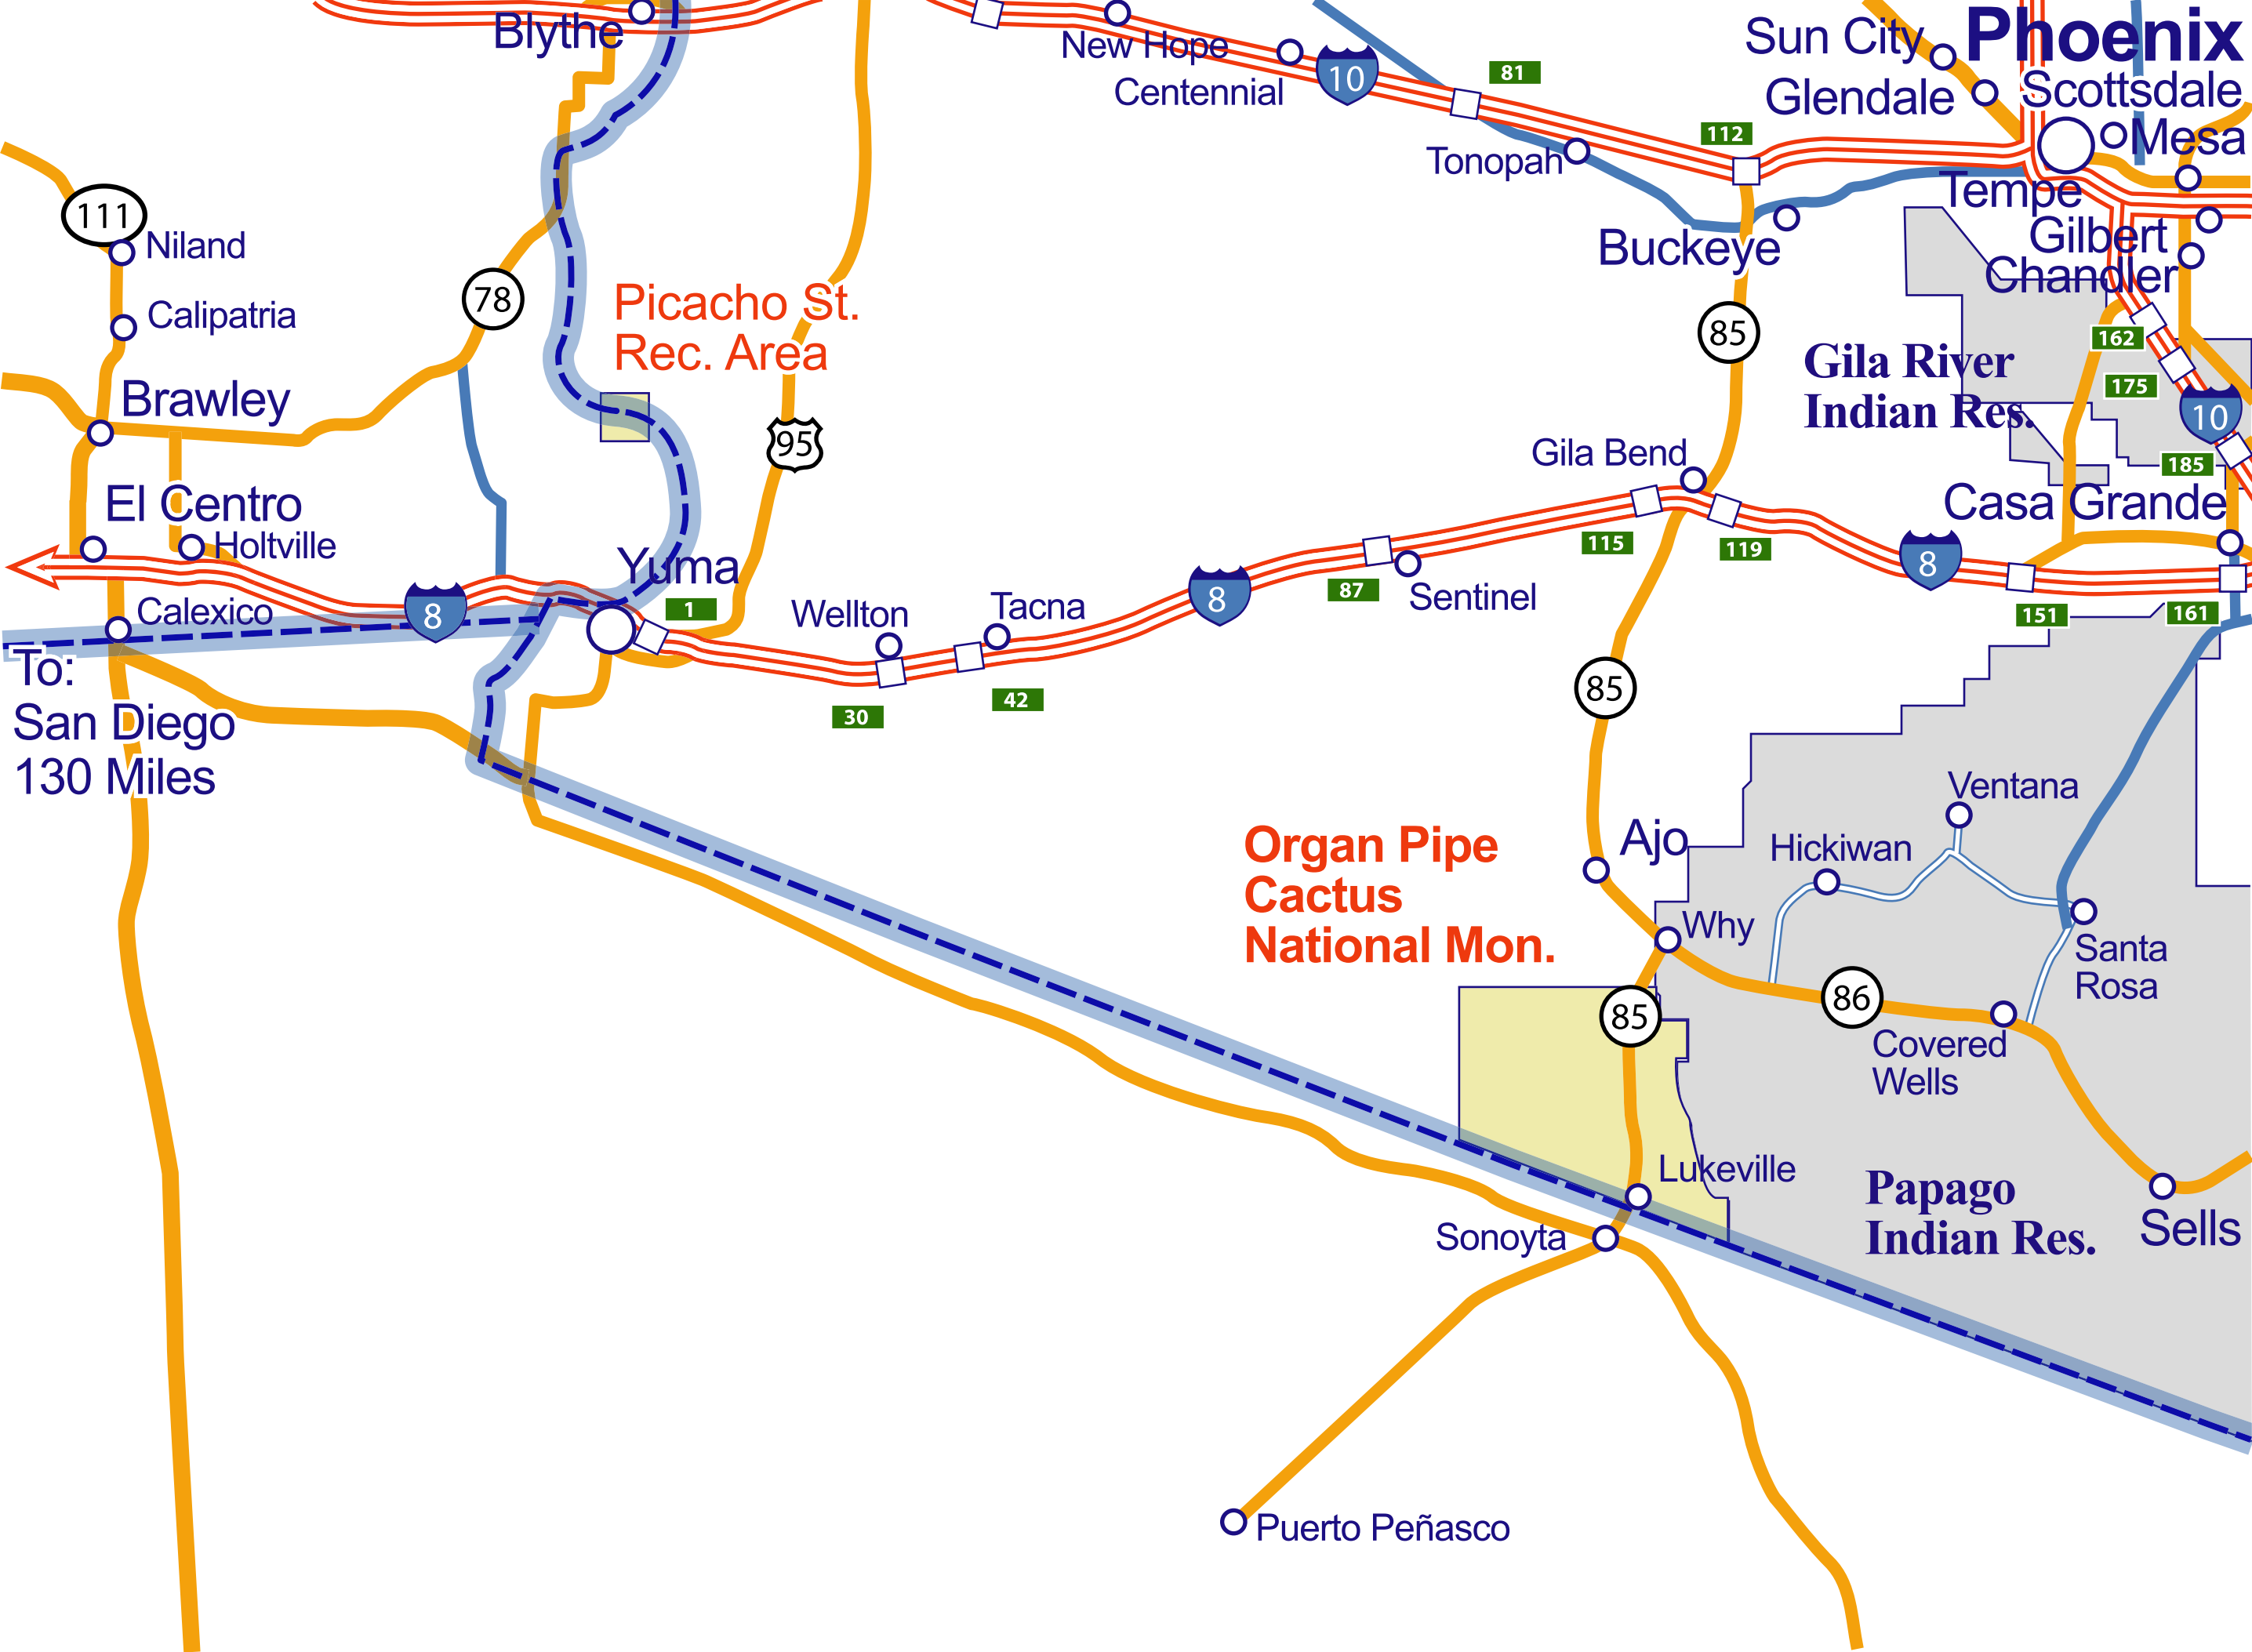 Blythe
New Hope
Centennial
10
81
Sun City
Phoenix
Glendale
Scottsdale
112
Mesa
Tonopah
Tempe
111
Niland
Buckeye
Gilbert
Chandler
78
Picacho St.
Rec. Area
Calipatria
85
162
Gila River
Indian Res.
175
10
Brawley
95
Gila Bend
185
El Centro
Casa Grande
Holtville
Yuma
115
119
8
8
8
87
Sentinel
Calexico
1
Wellton
Tacna
151
161
To:
San Diego
130 Miles
30
42
85
Ventana
Organ Pipe
Cactus
National Mon.
Ajo
Hickiwan
Why
Santa
Rosa
85
86
Covered
Wells
Lukeville
Papago
Indian Res.
Sells
Sonoyta
Puerto Peñasco